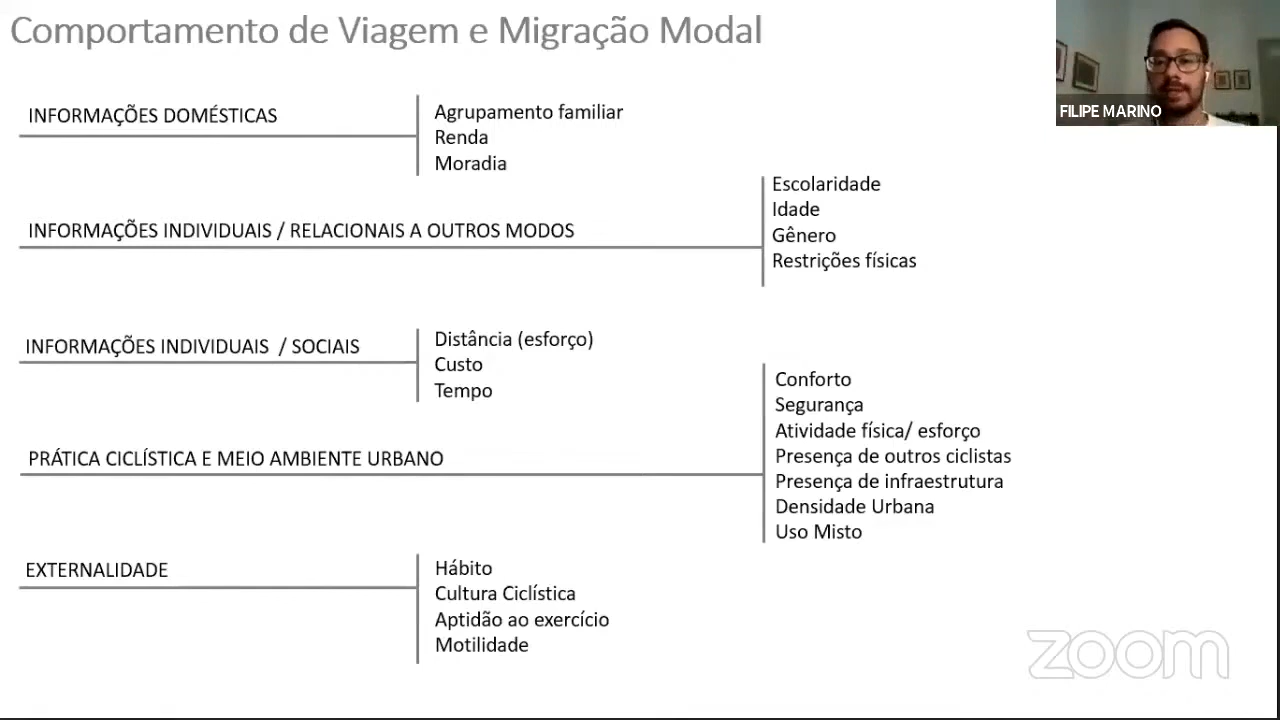 Comportamento de Viagem e Migração Modal
FILIPE MARINO
INFORMAÇÕES DOMÉSTICAS
Agrupamento familiar
Renda
Moradia
INFORMAÇÕES INDIVIDUAIS / RELACIONAIS A OUTROS MODOS
Escolaridade
Idade
Gênero
Restrições físicas
INFORMAÇÕES INDIVIDUAIS / SOCIAIS
Distância (esforço)
Custo
Tempo
PRÁTICA CICLÍSTICA E MEIO AMBIENTE URBANO
Conforto
Segurança
Atividade física/ esforço
Presença de outros ciclistas
Presença de infraestrutura
Densidade Urbana
Uso Misto
EXTERNALIDADE
Hábito
Cultura Ciclística
Aptidão ao exercício
Motilidade
zoom